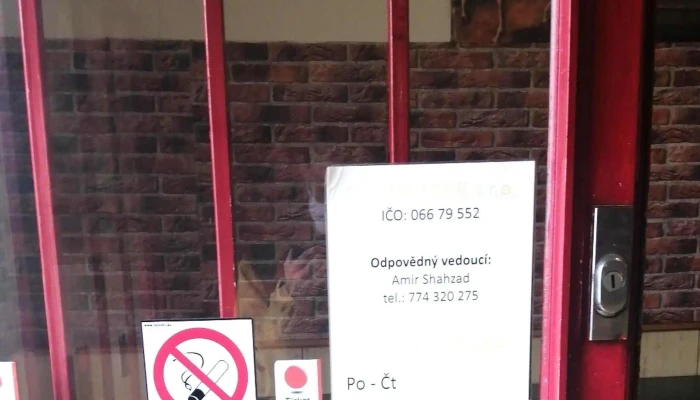 s.r.o.
IČO: 066 79 552
Odpovědný vedoucí:
Amir Shahzad
tel.: 774 320 275
Po - Čt